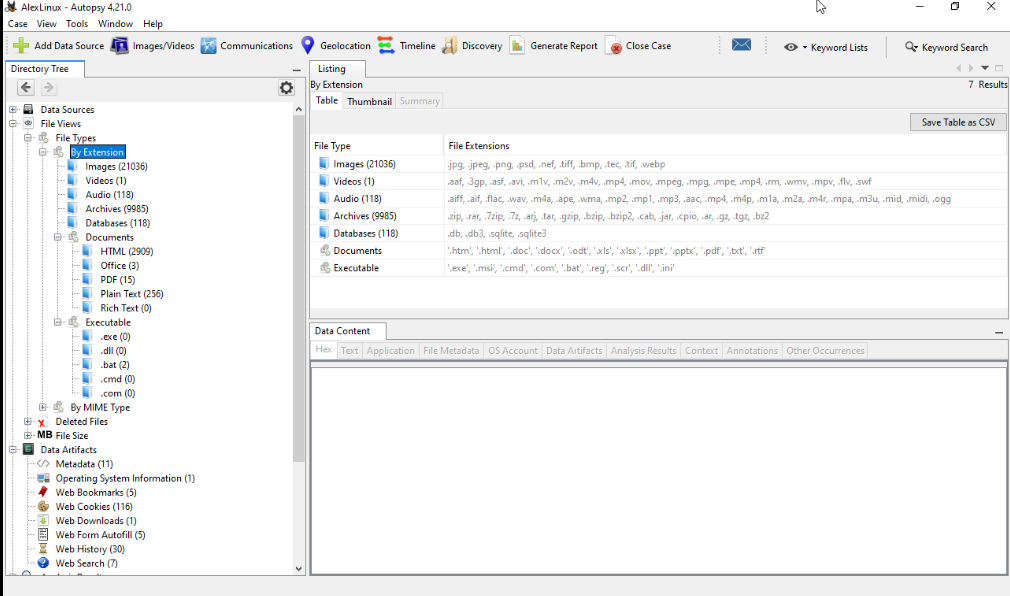 AlexLinux - Autopsy 4.21.0
Case View Tools Window Help
Add Data Source Images/Videos Communications Geolocation Timeline Discovery Generate Report Close Case Keyword Lists Keyword Search
Directory Tree
Data Sources
File Views
File Types
By Extension
Images (21036)
Videos (1)
Audio (118)
Archives (9985)
Databases (118)
Documents
HTML (2909)
Office (3)
PDF (15)
Plain Text (256)
Rich Text (0)
Executable
.exe (0)
.dll (0)
.bat (2)
.cmd (0)
.com (0)
By MIME Type
Deleted Files
MB File Size
Data Artifacts
Metadata (11)
Operating System Information (1)
Web Bookmarks (5)
Web Cookies (116)
Web Downloads (1)
Web Form Autofill (5)
Web History (30)
Web Search (7)
Listing
By Extension 7 Results
Table Thumbnail Summary
Save Table as CSV
File Type File Extensions
Images (21036) .jpg, .jpeg, .png, .psd, .nef, .tiff, .bmp, .tec, .tif, .webp
Videos (1) .aaf, .3gp, .asf, .avi, .m1v, .m2v, .m4v, .mp4, .mov, .mpeg, .mpg, .mpe, .mp4, .rm, .wmv, .mpv, .flv, .swf
Audio (118) .aiff, .aif, .flac, .wav, .m4a, .ape, .wma, .mp2, .mp1, .mp3, .aac, .mp4, .m4p, .m1a, .m2a, .m4r, .mpa, .m3u, .mid, .midi, .ogg
Archives (9985) .zip, .rar, .7zip, .7z, .arj, .tar, .gzip, .bzip, .bzip2, .cab, .jar, .cpio, .ar, .gz, .tgz, .bz2
Databases (118) .db, .db3, .sqlite, .sqlite3
Documents '.htm', '.html', '.doc', '.docx', '.odt', '.xls', '.xlsx', '.ppt', '.pptx', '.pdf', '.txt', '.rtf'
Executable '.exe', '.msi', '.cmd', '.com', '.bat', '.reg', '.scr', '.dll', '.ini'
Data Content
Hex Text Application File Metadata OS Account Data Artifacts Analysis Results Context Annotations Other Occurrences